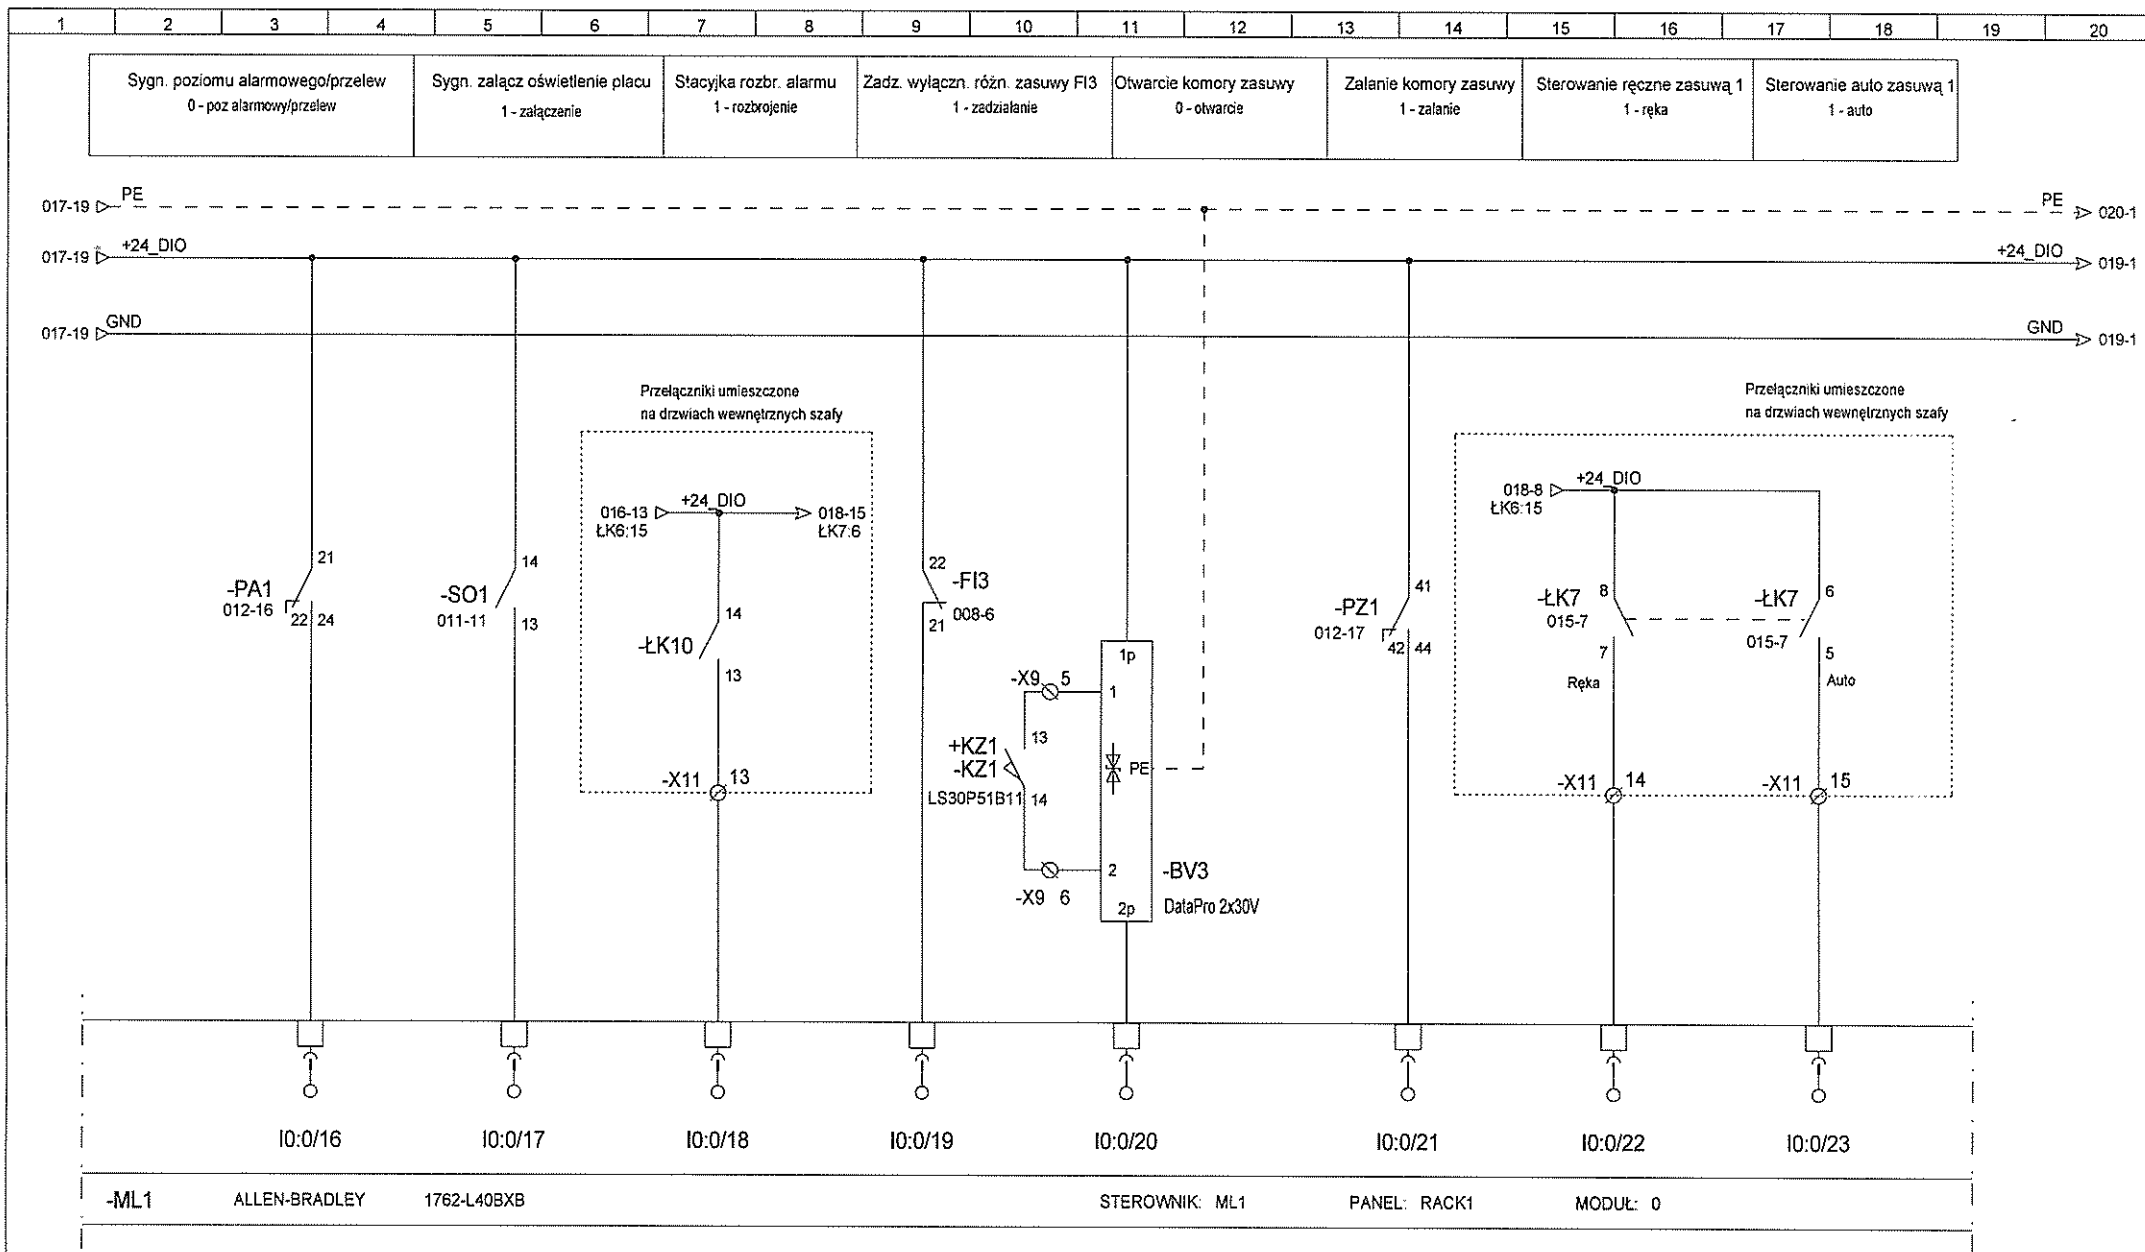 1 2 3 4 5 6 7 8 9 10 11 12 13 14 15 16 17 18 19 20
Sygn. poziomu alarmowego/przelew
0 - poz alarmowy/przelew
Sygn. załącz oświetlenie placu
1 - załączenie
Stacyjka rozbr. alarmu
1 - rozbrojenie
Zadz. wyłączn. różn. zasuwy FI3
1 - zadziałanie
Otwarcie komory zasuwy
0 - otwarcie
Zalanie komory zasuwy
1 - zalanie
Sterowanie ręczne zasuwą 1
1 - ręka
Sterowanie auto zasuwą 1
1 - auto
017-19 PE PE 020-1
017-19 +24_DIO +24_DIO 019-1
017-19 GND GND 019-1
Przełączniki umieszczone
na drzwiach wewnętrznych szafy
Przełączniki umieszczone
na drzwiach wewnętrznych szafy
+24_DIO
016-13 018-15
ŁK6:15 ŁK7:6
+24_DIO
018-8
ŁK6:15
21
-PA1
012-16
22 24
14
-SO1
011-11
13
14
-ŁK10
13
-X11 13
22
-FI3
008-6
21
1p
-X9 5
1
13
+KZ1
-KZ1
LS30P51B11
14
PE
2
-X9 6
-BV3
2p
DataPro 2x30V
41
-PZ1
012-17
42 44
8
-ŁK7
015-7
7
Ręka
-X11 14
6
-ŁK7
015-7
5
Auto
-X11 15
I0:0/16 I0:0/17 I0:0/18 I0:0/19 I0:0/20 I0:0/21 I0:0/22 I0:0/23
-ML1 ALLEN-BRADLEY 1762-L40BXB STEROWNIK: ML1 PANEL: RACK1 MODUŁ: 0